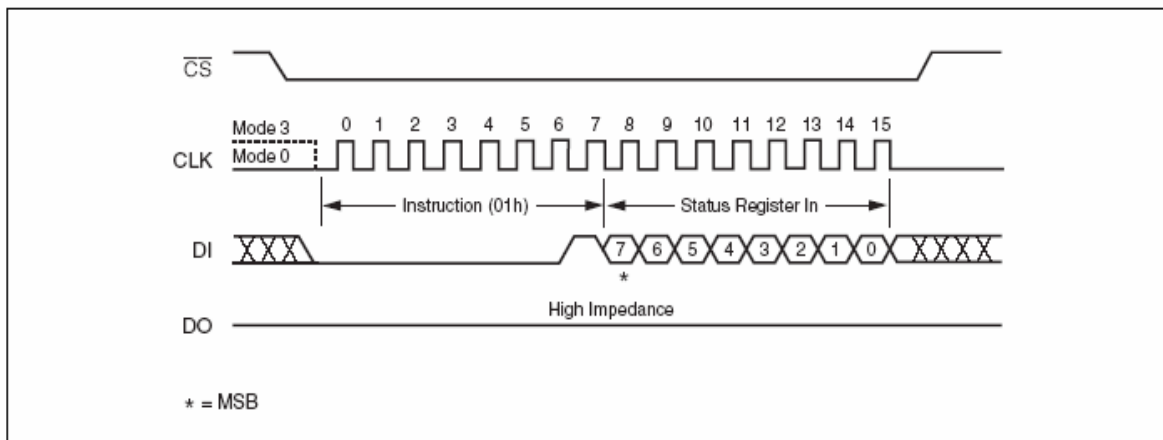 CS
Mode 3
0 1 2 3 4 5 6 7 8 9 10 11 12 13 14 15
CLK
Mode 0
Instruction (01h)
Status Register In
DI
7 6 5 4 3 2 1 0
*
High Impedance
DO
* = MSB